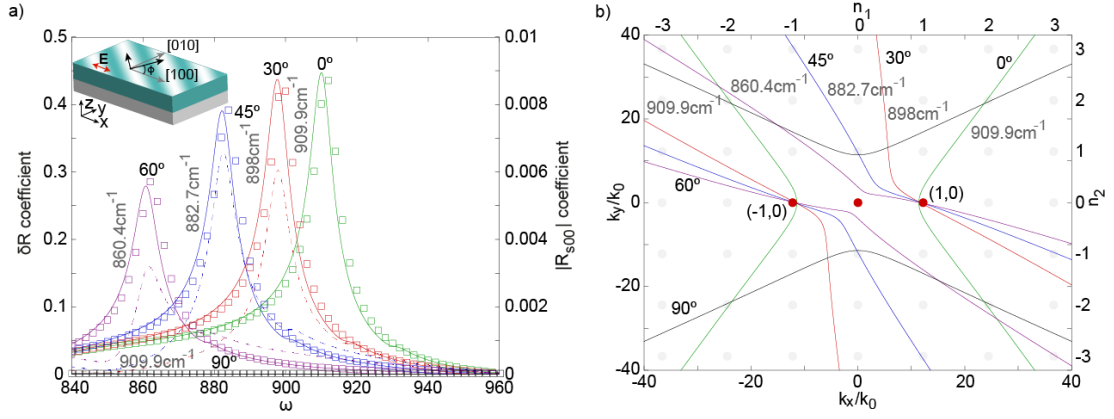 a)
δR coefficient
0.5
0.4
0.3
0.2
0.1
0
[010]
E
ϕ
[100]
z
y
x
60º
860.4cm-1
45º
882.7cm-1
30º
898cm-1
0º
909.9cm-1
90º
909.9cm-1
840 860 880 900 920 940 960
ω
0.01
0.008
0.006
0.004
0.002
0
|Rs00| coefficient
b)
n1
-3 -2 -1 0 1 2 3
40
20
0
-20
-40
ky/k0
45º
30º
0º
860.4cm-1
882.7cm-1
909.9cm-1
898cm-1
909.9cm-1
60º
(-1,0)
(1,0)
90º
3
2
1
0
-1
-2
-3
n2
-40 -20 0 20 40
kx/k0